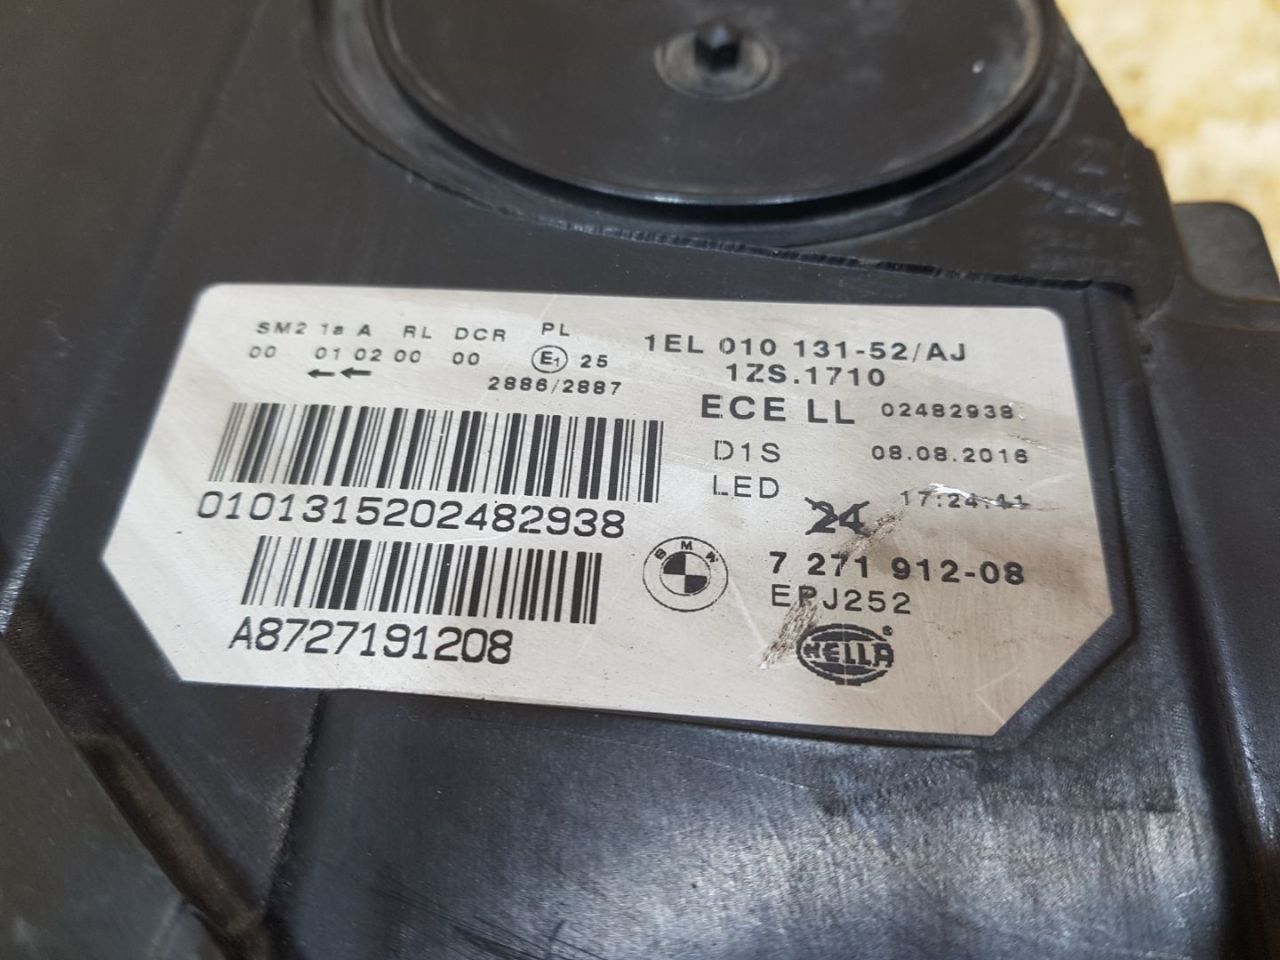 SM2 1a A RL DCR PL
00 01 02 00 00 E1 25
2886/2887
0101315202482938
A8727191208
1EL 010 131-52/AJ
1ZS.1710
ECE LL 02482938
D1S 08.08.2016
LED 17:24:41
24
BMW
7 271 912-08
EPJ252
HELLA